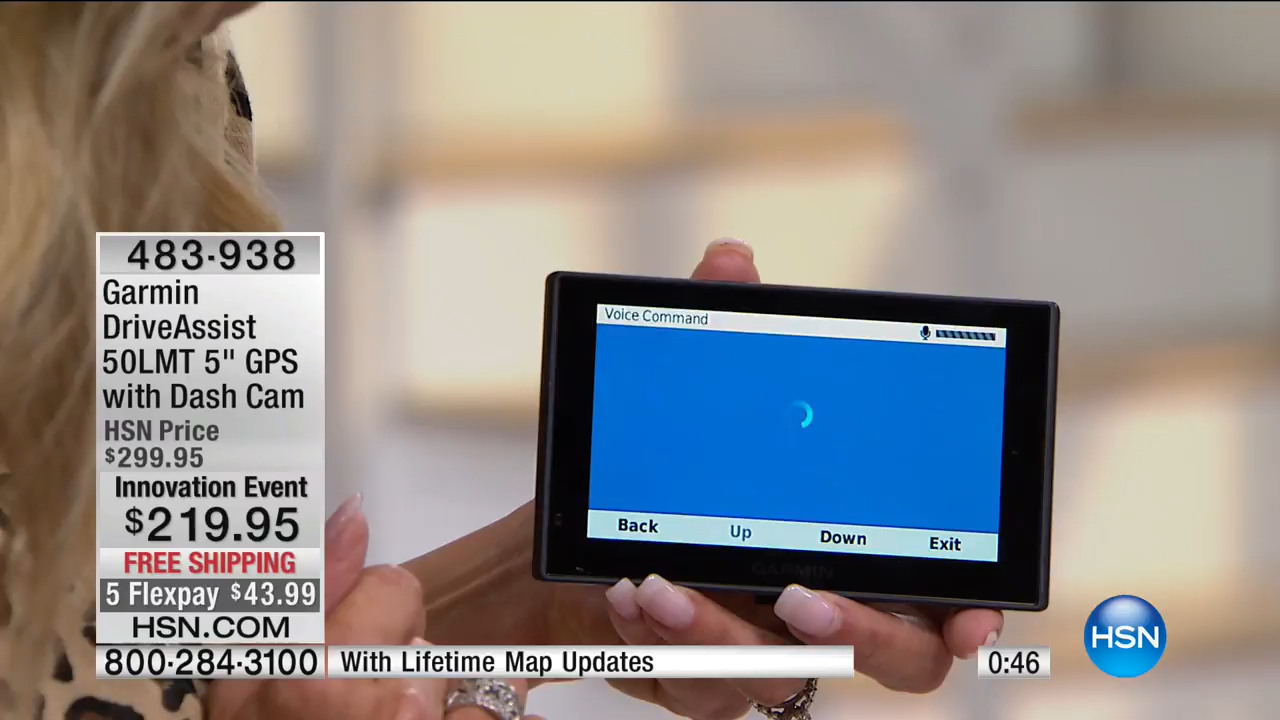 483-938
Garmin
DriveAssist
50LMT 5" GPS
with Dash Cam
HSN Price
$299.95
Innovation Event
$219.95
FREE SHIPPING
5 Flexpay $43.99
HSN.COM
800-284-3100
With Lifetime Map Updates
0:46
HSN
Voice Command
Back Up Down Exit
GARMIN